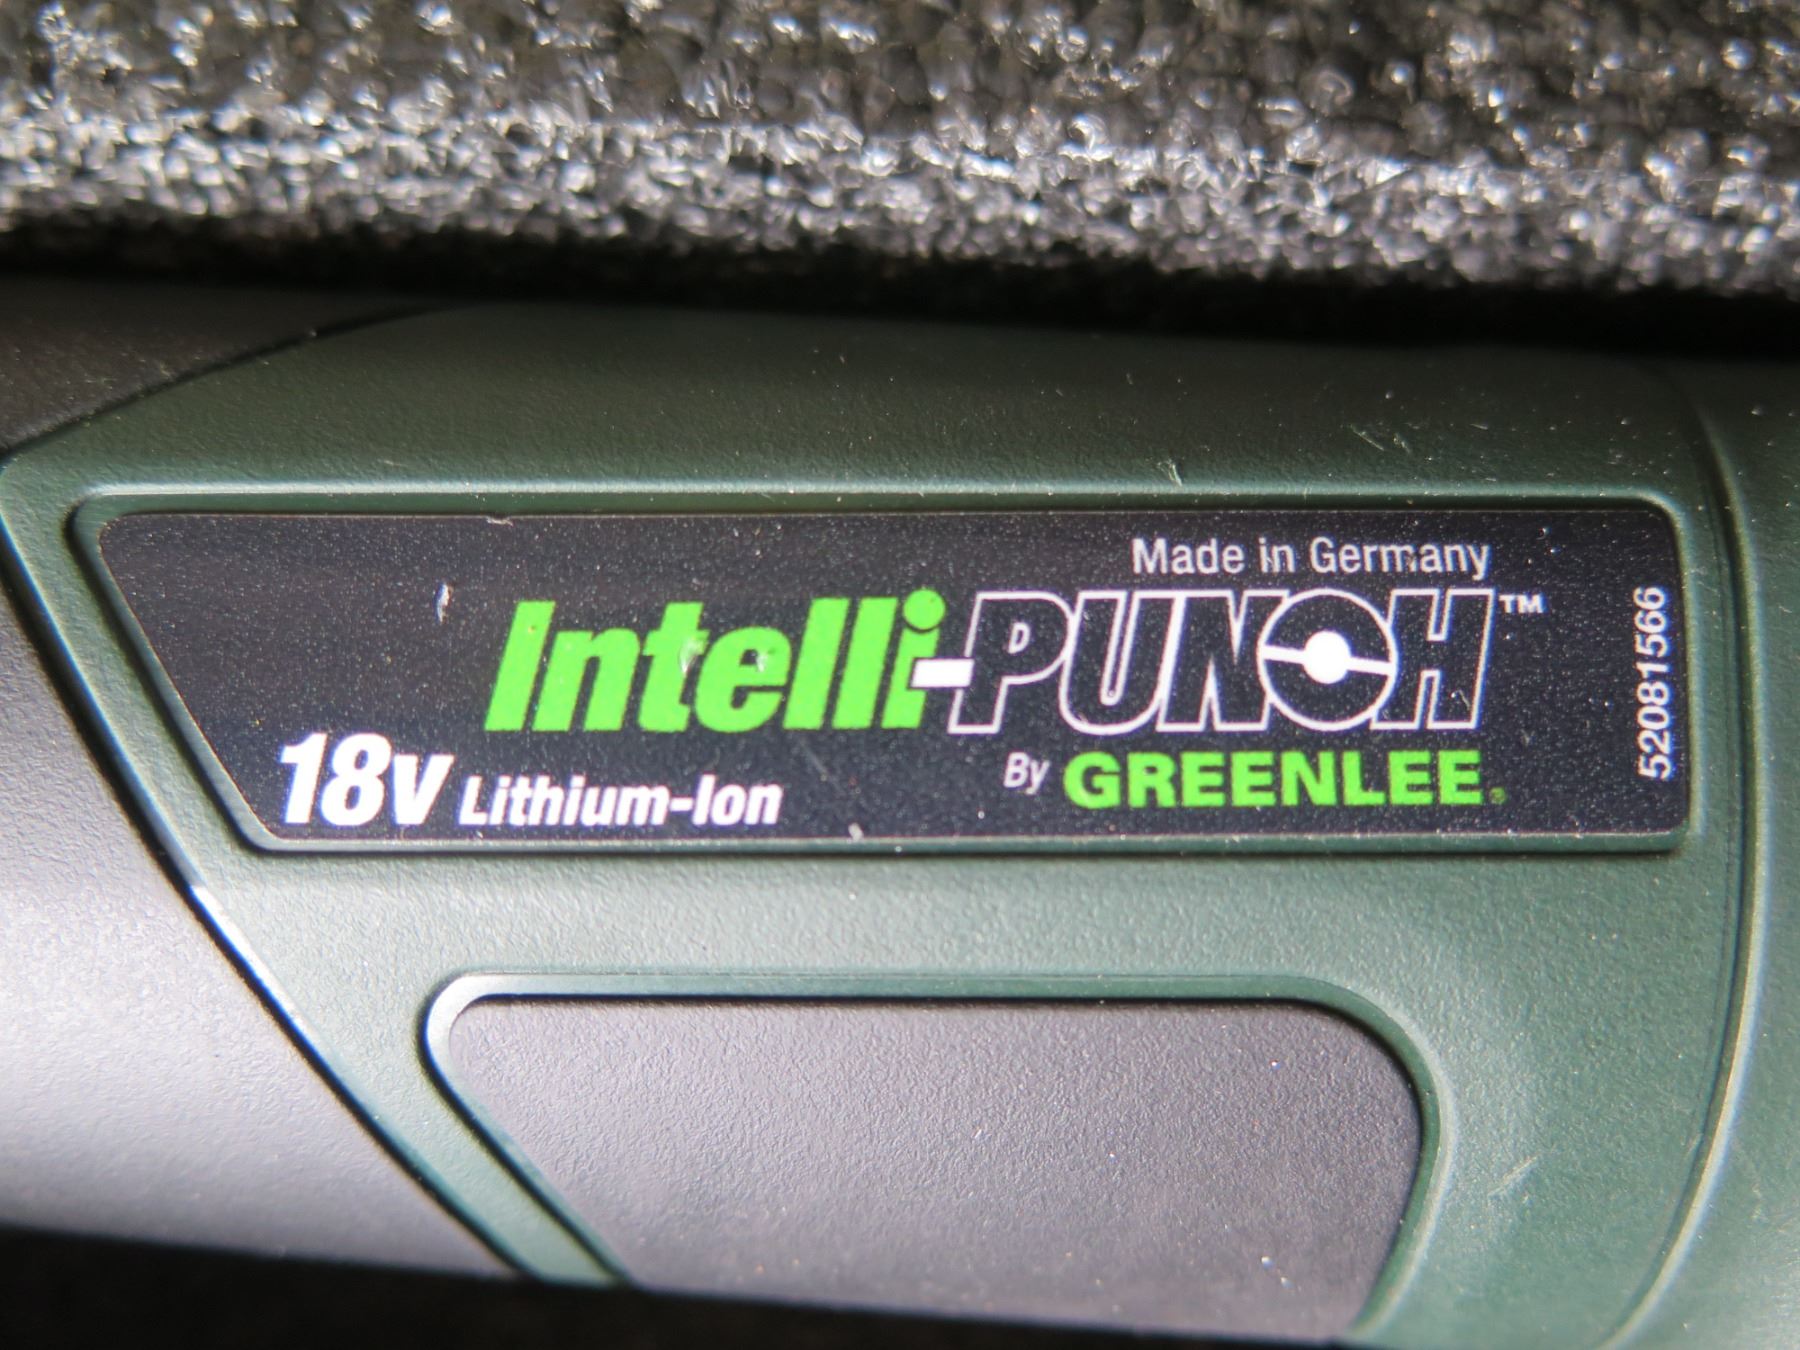 Made in Germany
Intelli-PUNCH™
18V Lithium-Ion
By GREENLEE®
52081566